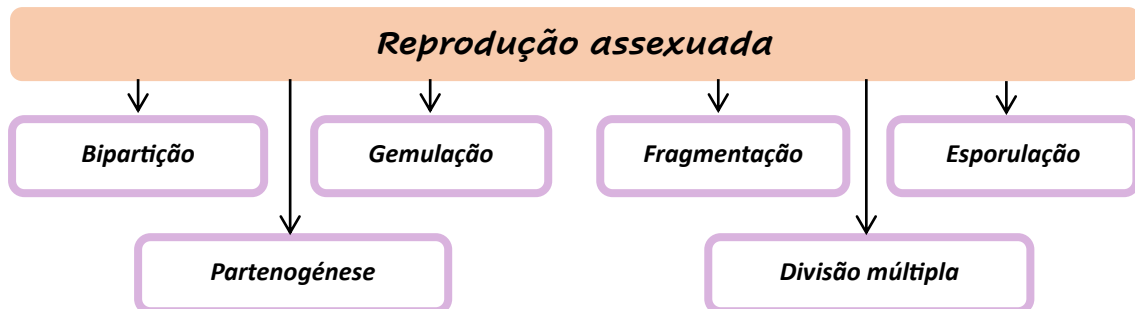 Reprodução assexuada
Bipartição
Gemulação
Fragmentação
Esporulação
Partenogénese
Divisão múltipla